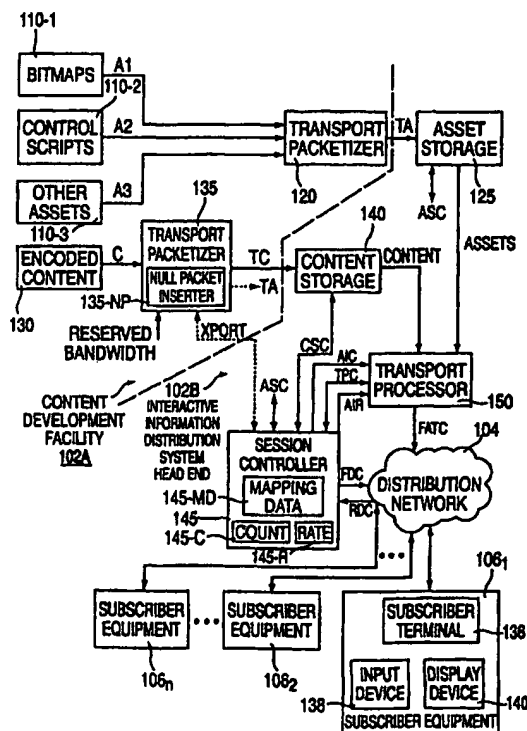 110-1
BITMAPS
A1
110-2
CONTROL
SCRIPTS
A2
OTHER
ASSETS
A3
110-3
TRANSPORT
PACKETIZER
120
TA
ASSET
STORAGE
125
ASC
ASSETS
ENCODED
CONTENT
130
C
135
TRANSPORT
PACKETIZER
NULL PACKET
INSERTER
135-NP
TC
TA
140
CONTENT
STORAGE
CONTENT
RESERVED
BANDWIDTH
XPORT
CSC
AIC
TPC
AIR
TRANSPORT
PROCESSOR
150
CONTENT
DEVELOPMENT
FACILITY 102A
102B
INTERACTIVE
INFORMATION
DISTRIBUTION
SYSTEM
HEAD END
ASC
SESSION
CONTROLLER
MAPPING
DATA
COUNT
RATE
145-MD
145
145-C
145-R
FATC
104
FDC
RDC
DISTRIBUTION
NETWORK
SUBSCRIBER
EQUIPMENT
106n
SUBSCRIBER
EQUIPMENT
1062
1061
SUBSCRIBER
TERMINAL
136
INPUT
DEVICE
138
DISPLAY
DEVICE
140
SUBSCRIBER EQUIPMENT